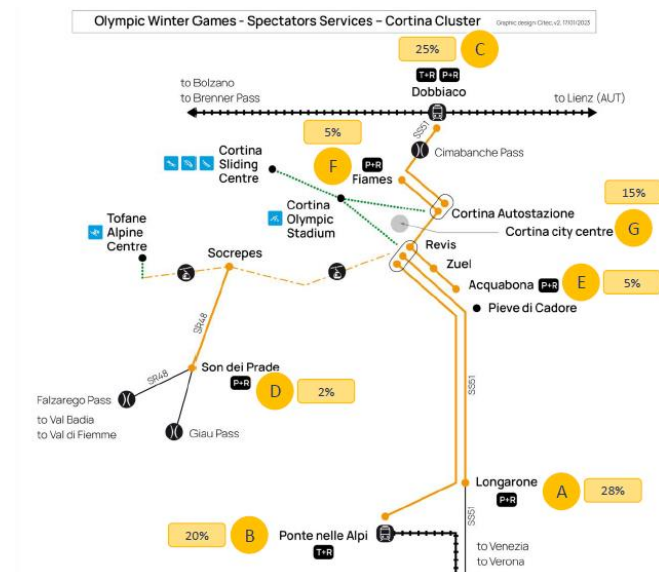 Olympic Winter Games - Spectators Services – Cortina Cluster
Graphic design Citec, v2, 17/01/2023
25%
C
T+R
P+R
Dobbiaco
to Bolzano
to Brenner Pass
to Lienz (AUT)
SS51
Cimabanche Pass
5%
F
P+R
Fiames
Cortina
Sliding
Centre
Cortina
Olympic
Stadium
15%
Cortina Autostazione
Cortina city centre
G
Tofane
Alpine
Centre
Socrepes
Revis
Zuel
Acquabona
P+R
E
5%
Pieve di Cadore
SR48
SS51
Son dei Prade
P+R
D
2%
SR48
Falzarego Pass
to Val Badia
to Val di Fiemme
Giau Pass
Longarone
P+R
A
28%
SS51
20%
B
Ponte nelle Alpi
T+R
to Venezia
to Verona